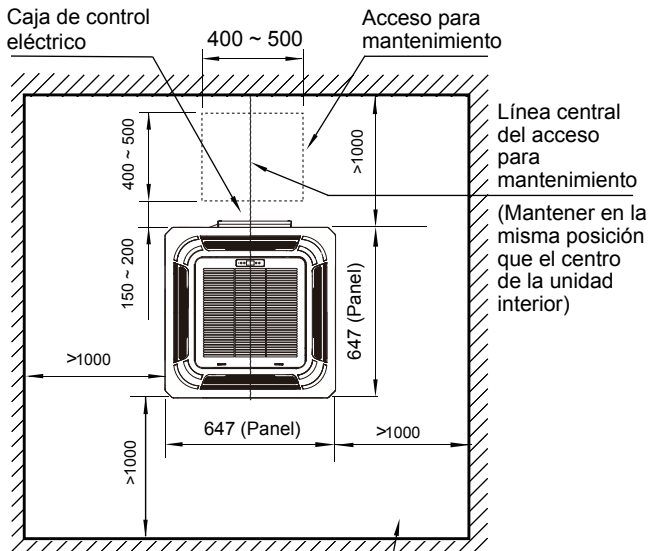 Caja de control
eléctrico
400 ~ 500
Acceso para
mantenimiento
400 ~ 500
>1000
Línea central
del acceso
para
mantenimiento
(Mantener en la
misma posición
que el centro
de la unidad
interior)
150 ~ 200
647 (Panel)
>1000
647 (Panel)
>1000
>1000